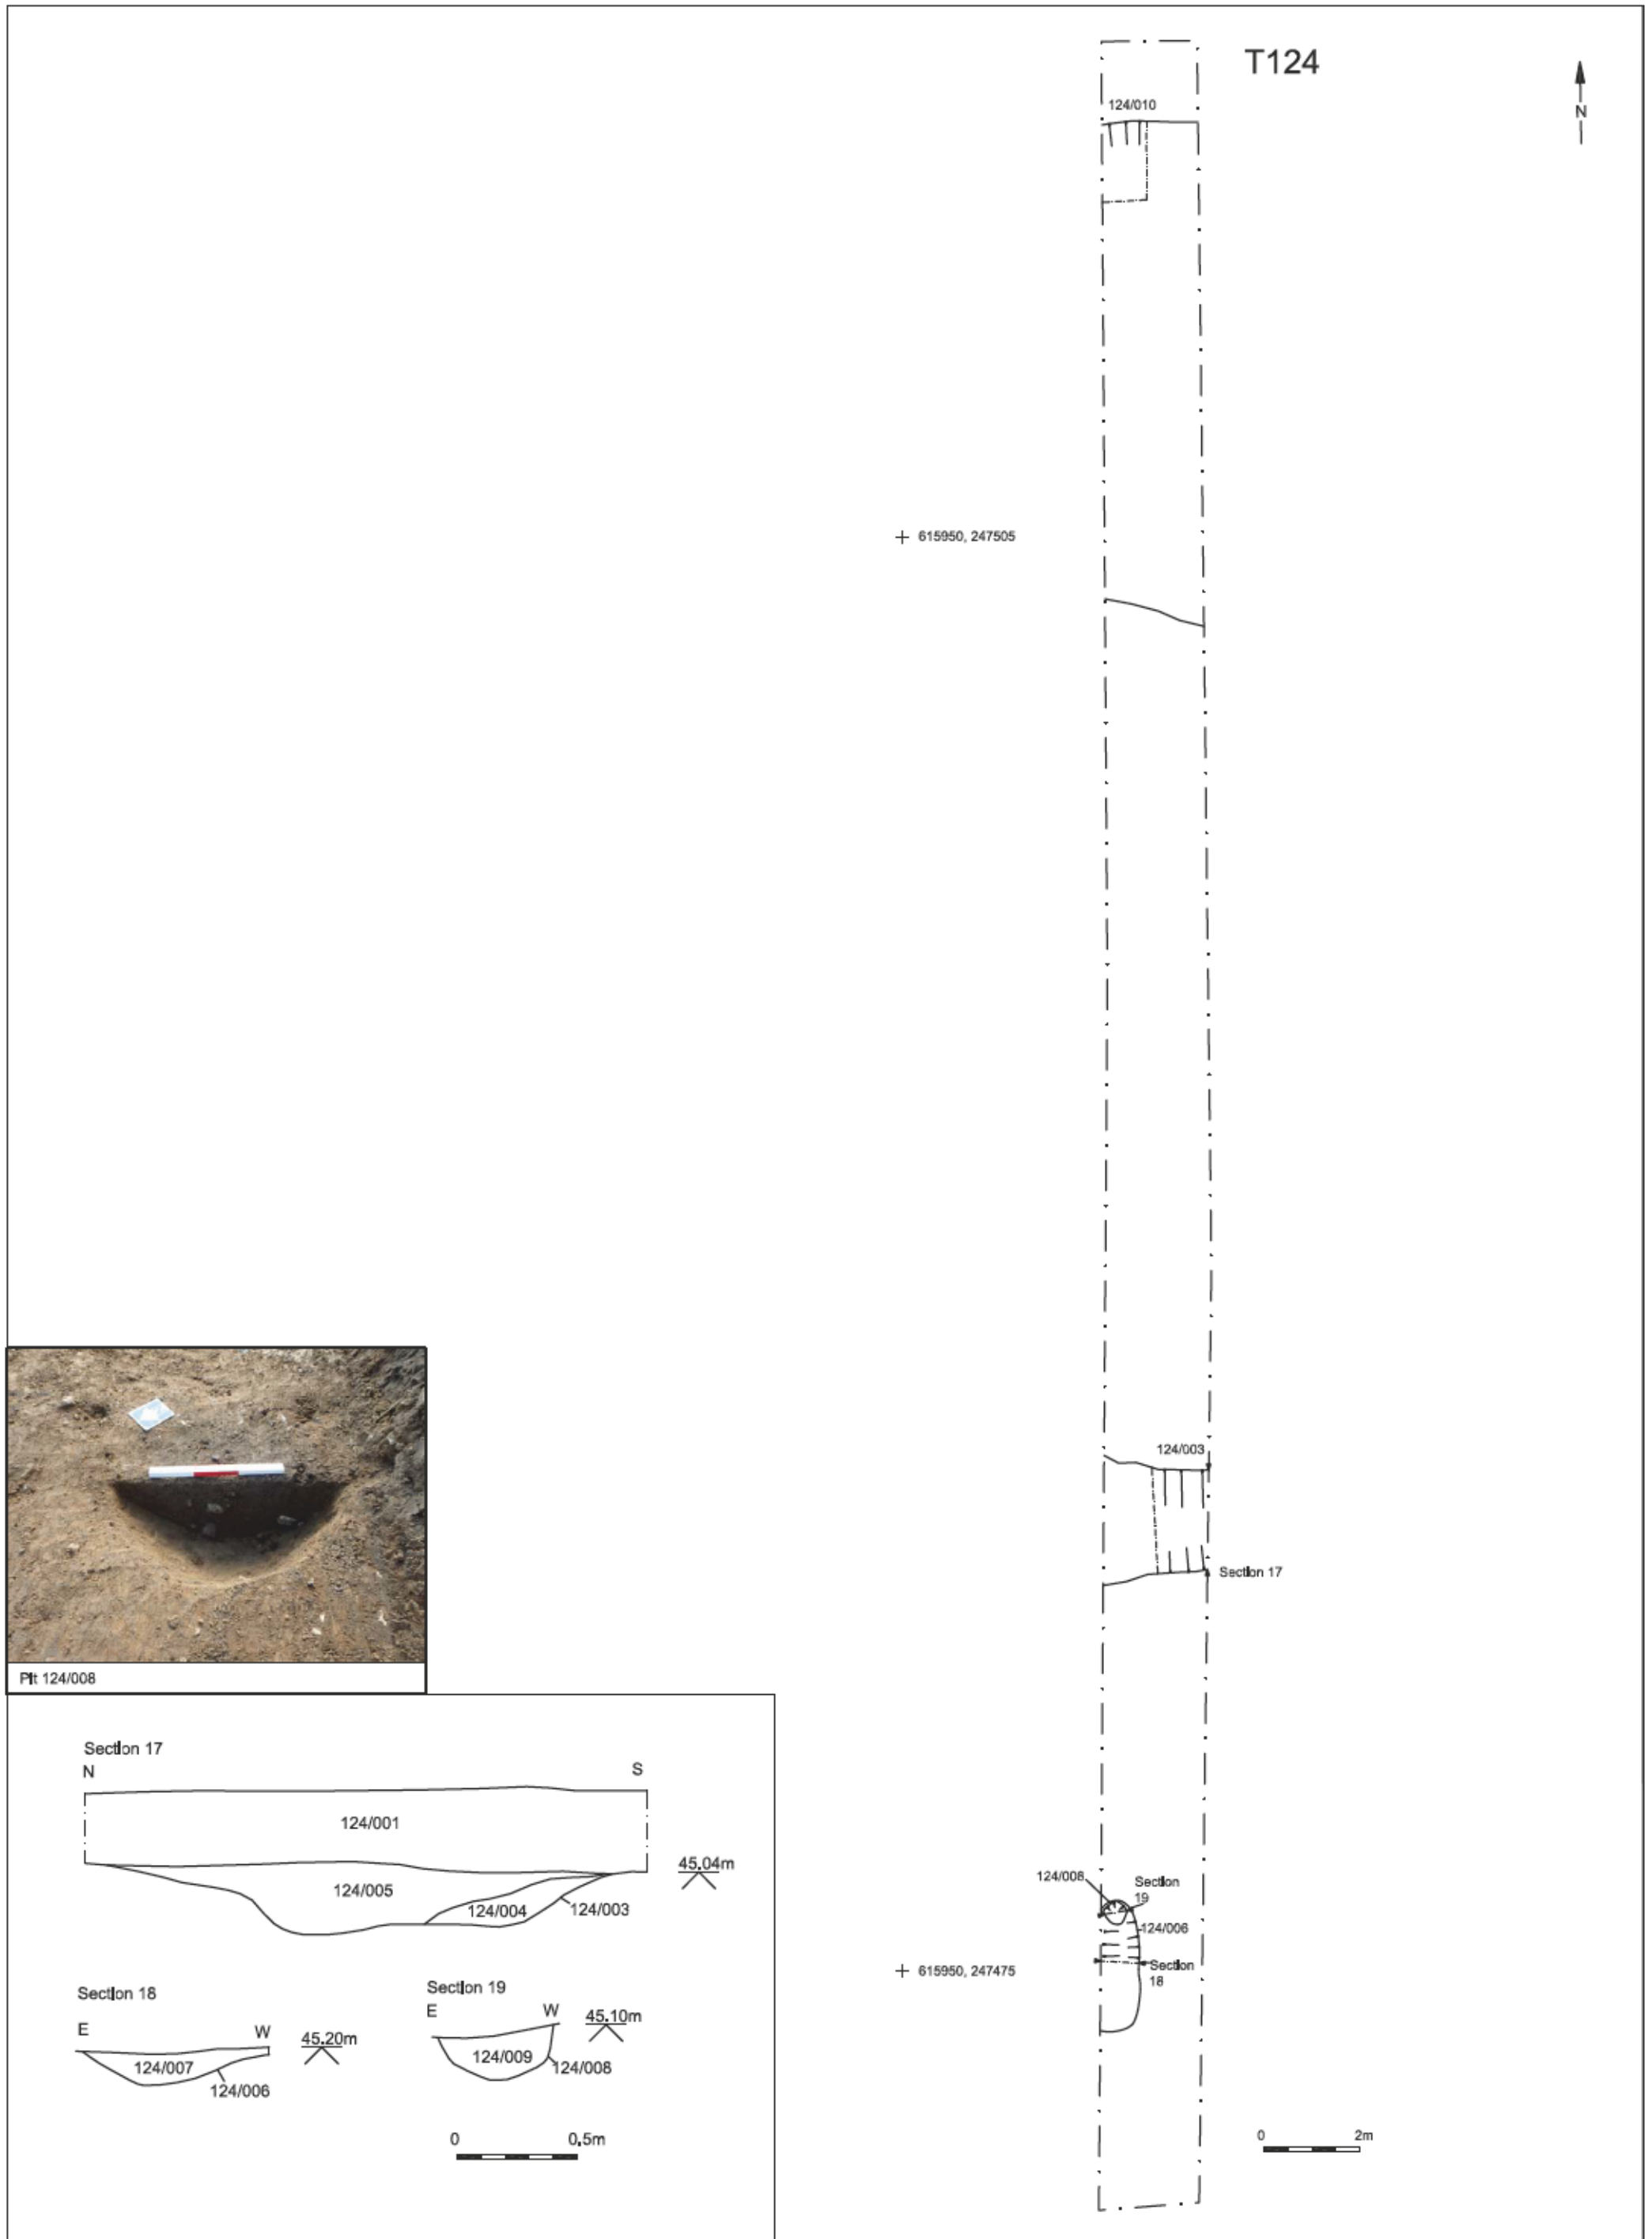 T124
N
124/010
615950, 247505
124/003
Section 17
124/008
Section
19
124/006
Section
18
615950, 247475
0 2m
Pit 124/008
Section 17
N S
124/001
45.04m
124/005
124/004
124/003
Section 18
E W
45.20m
124/007
124/006
Section 19
E W
45.10m
124/009
124/008
0 0.5m